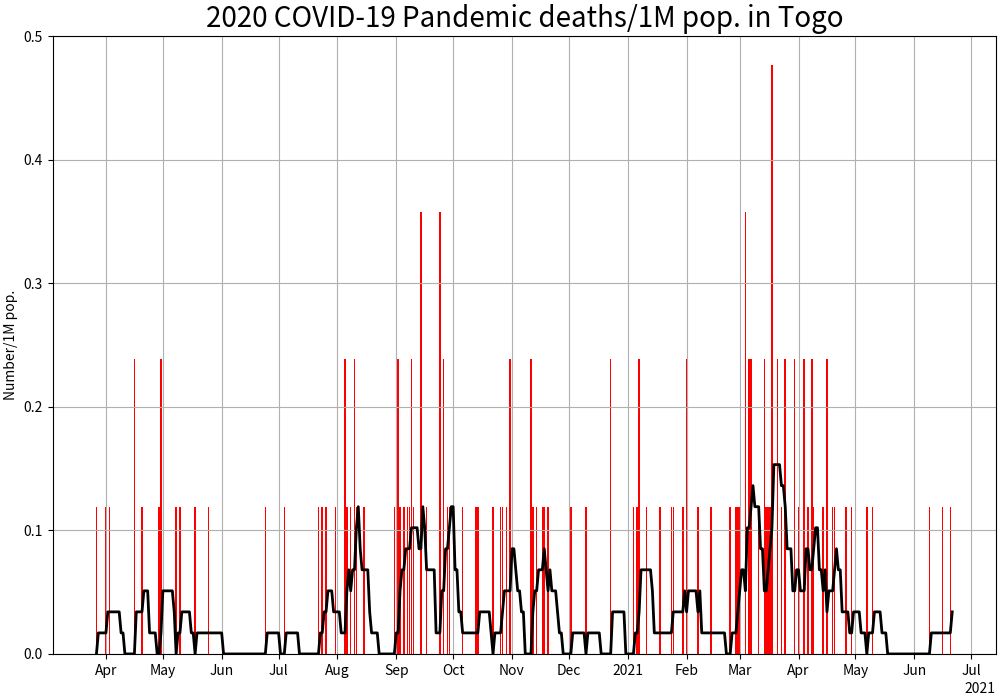 2020 COVID-19 Pandemic deaths/1M pop. in Togo
Number/1M pop.
0.5
0.4
0.3
0.2
0.1
0.0
Apr May Jun Jul Aug Sep Oct Nov Dec 2021 Feb Mar Apr May Jun Jul
2021